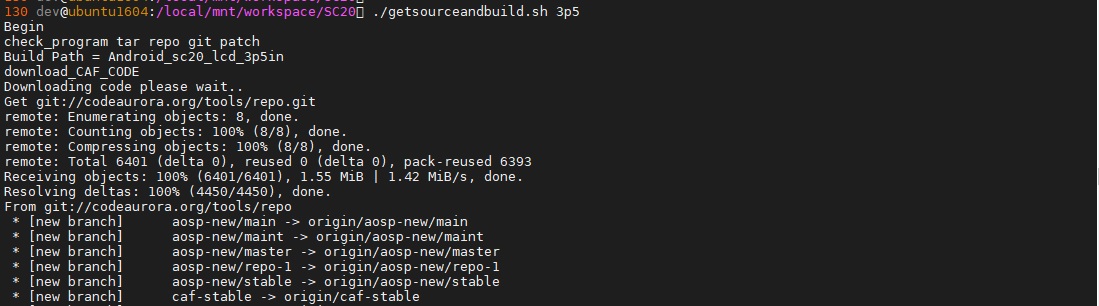 130 dev@ubuntu1604:/local/mnt/workspace/SC20 ./getsourceandbuild.sh 3p5
Begin
check_program tar repo git patch
Build Path = Android_sc20_lcd_3p5in
download_CAF_CODE
Downloading code please wait..
Get git://codeaurora.org/tools/repo.git
remote: Enumerating objects: 8, done.
remote: Counting objects: 100% (8/8), done.
remote: Compressing objects: 100% (8/8), done.
remote: Total 6401 (delta 0), reused 0 (delta 0), pack-reused 6393
Receiving objects: 100% (6401/6401), 1.55 MiB | 1.42 MiB/s, done.
Resolving deltas: 100% (4450/4450), done.
From git://codeaurora.org/tools/repo
 * [new branch]      aosp-new/main -> origin/aosp-new/main
 * [new branch]      aosp-new/maint -> origin/aosp-new/maint
 * [new branch]      aosp-new/master -> origin/aosp-new/master
 * [new branch]      aosp-new/repo-1 -> origin/aosp-new/repo-1
 * [new branch]      aosp-new/stable -> origin/aosp-new/stable
 * [new branch]      caf-stable -> origin/caf-stable